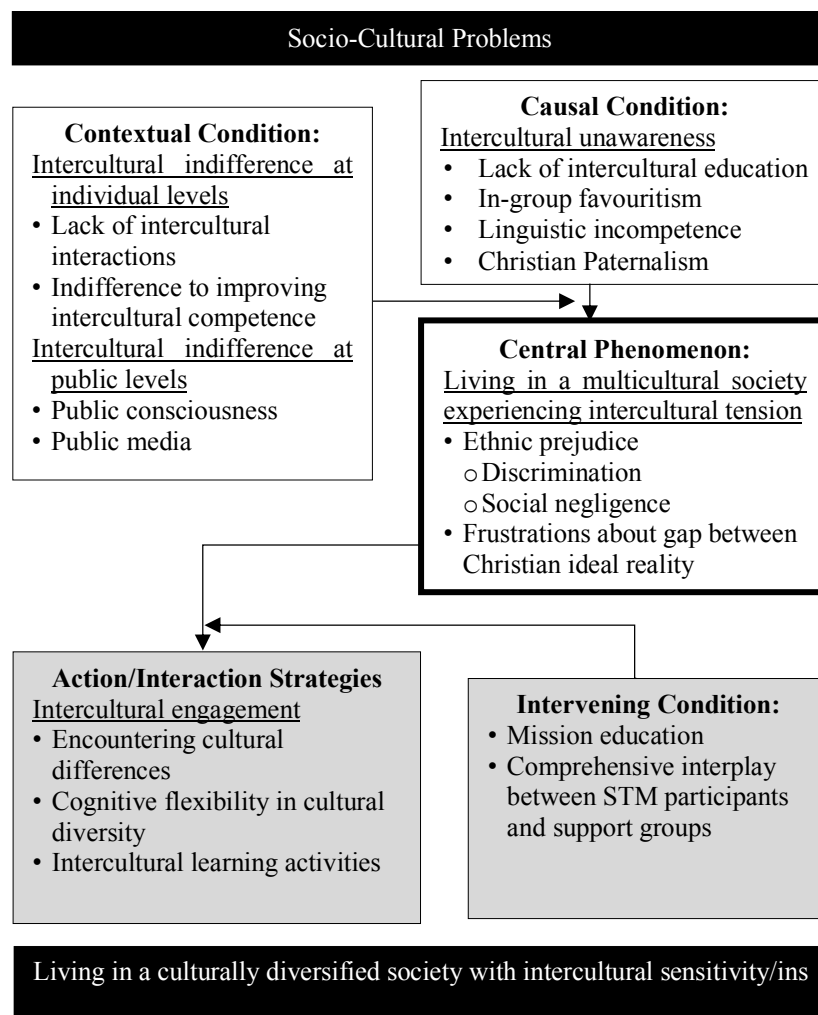 Socio-Cultural Problems
Contextual Condition:
Intercultural indifference at
individual levels
• Lack of intercultural
interactions
• Indifference to improving
intercultural competence
Intercultural indifference at
public levels
• Public consciousness
• Public media
Causal Condition:
Intercultural unawareness
• Lack of intercultural education
• In-group favouritism
• Linguistic incompetence
• Christian Paternalism
Central Phenomenon:
Living in a multicultural society
experiencing intercultural tension
• Ethnic prejudice
o Discrimination
o Social negligence
• Frustrations about gap between
Christian ideal reality
Action/Interaction Strategies
Intercultural engagement
• Encountering cultural
differences
• Cognitive flexibility in cultural
diversity
• Intercultural learning activities
Intervening Condition:
• Mission education
• Comprehensive interplay
between STM participants
and support groups
Living in a culturally diversified society with intercultural sensitivity/ins